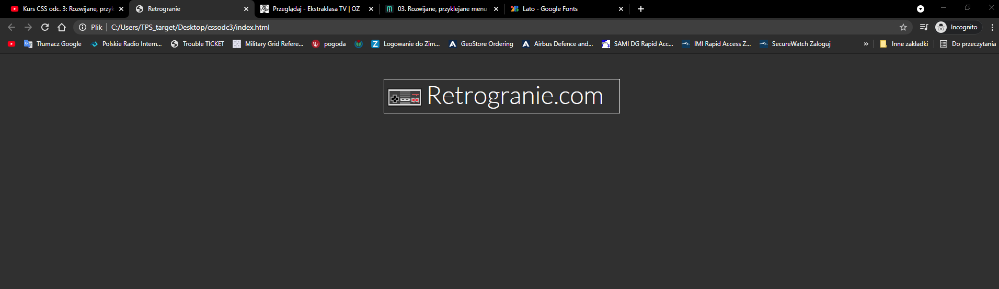 Kurs CSS odc. 3: Rozwijane, przyk
Retrogranie
Przeglądaj - Ekstraklasa TV | OZ
03. Rozwijane, przyklejane menu
Lato - Google Fonts
Plik
C:/Users/TPS_target/Desktop/cssodc3/index.html
Incognito
Tłumacz Google
Polskie Radio Intern...
Trouble TICKET
Military Grid Refere...
pogoda
Z Logowanie do Zim...
GeoStore Ordering
Airbus Defence and...
SAMI DG Rapid Acc...
IMI Rapid Access Z...
SecureWatch Zaloguj
»
Inne zakładki
Do przeczytania
Retrogranie.com